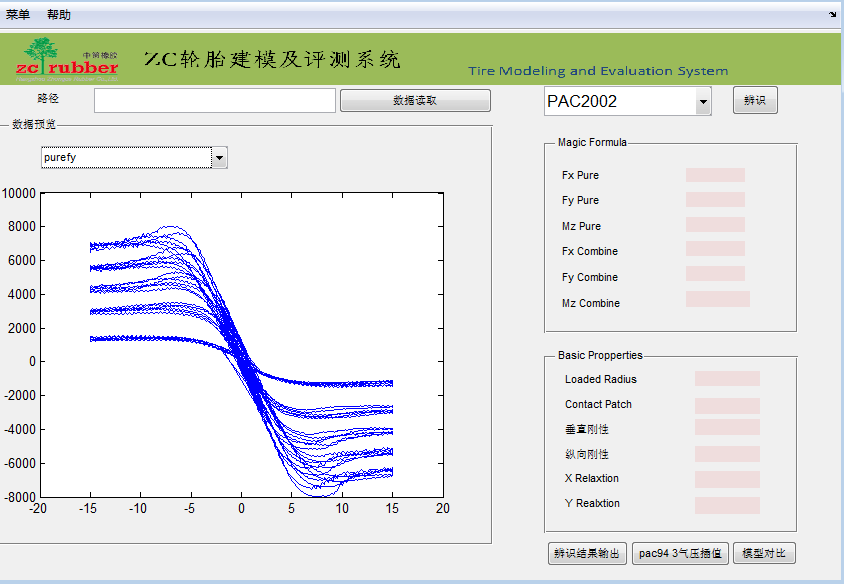 菜单 帮助
中策橡胶
zc rubber
ZC轮胎建模及评测系统
Tire Modeling and Evaluation System
路径
数据读取
PAC2002
辨识
数据预览
purefy
10000
8000
6000
4000
2000
0
-2000
-4000
-6000
-8000
-20 -15 -10 -5 0 5 10 15 20
Magic Formula
Fx Pure
Fy Pure
Mz Pure
Fx Combine
Fy Combine
Mz Combine
Basic Propperties
Loaded Radius
Contact Patch
垂直刚性
纵向刚性
X Relaxtion
Y Realxtion
辨识结果输出
pac94 3气压插值
模型对比